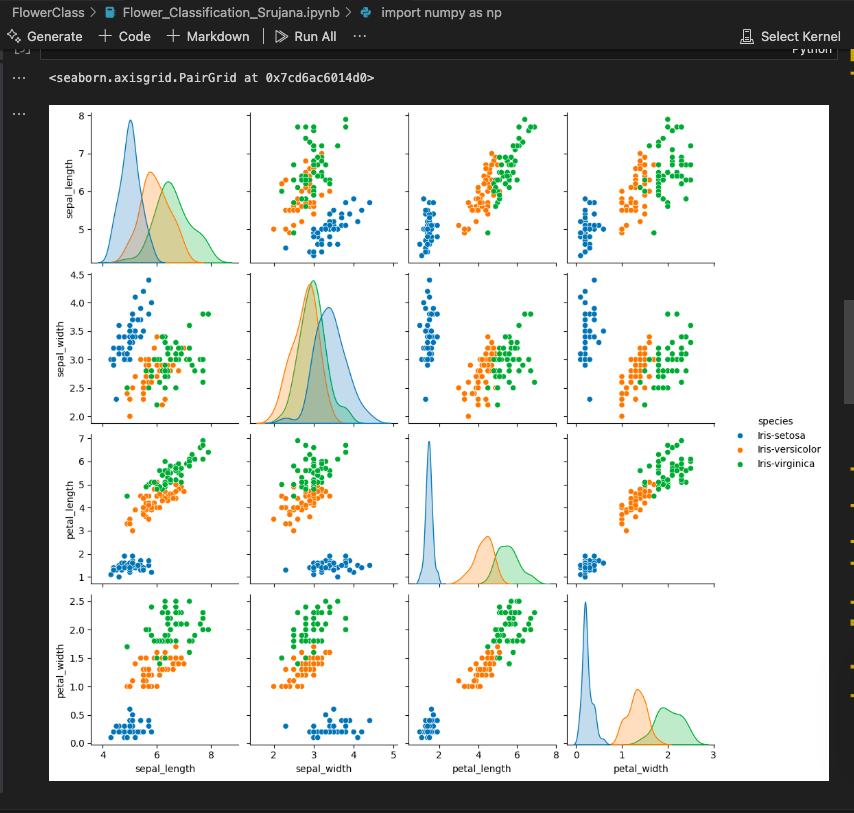 FlowerClass > Flower_Classification_Srujana.ipynb > import numpy as np
Generate + Code + Markdown | Run All ... Select Kernel
Python
... <seaborn.axisgrid.PairGrid at 0x7cd6ac6014d0>
...
8
7
6
5
sepal_length
4.5
4.0
3.5
3.0
2.5
2.0
sepal_width
species
Iris-setosa
Iris-versicolor
Iris-virginica
7
6
5
4
3
2
1
petal_length
2.5
2.0
1.5
1.0
0.5
0.0
petal_width
4 6 8 2 3 4 5 2 4 6 8 0 1 2 3
sepal_length sepal_width petal_length petal_width